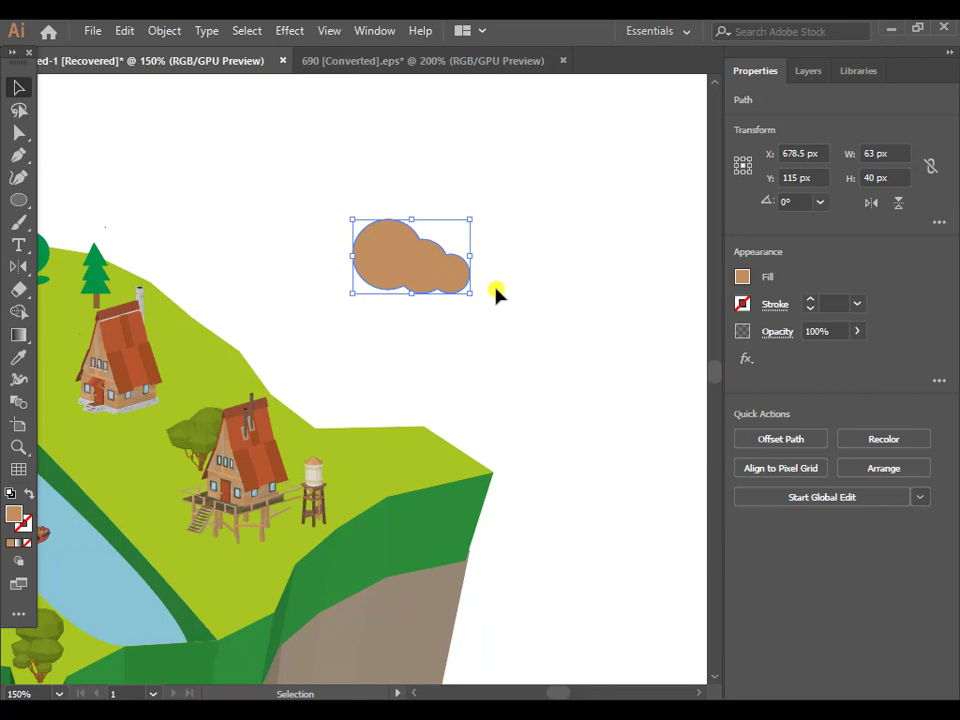 Ai File Edit Object Type Select Effect View Window Help Essentials Search Adobe Stock
ed-1 [Recovered]* @ 150% (RGB/GPU Preview) × 690 [Converted].eps* @ 200% (RGB/GPU Preview) ×
Properties Layers Libraries
Path
Transform
X: 678.5 px W: 63 px
Y: 115 px H: 40 px
0°
Appearance
Fill
Stroke
Opacity 100%
fx.
Quick Actions
Offset Path Recolor
Align to Pixel Grid Arrange
Start Global Edit
150% 1 Selection